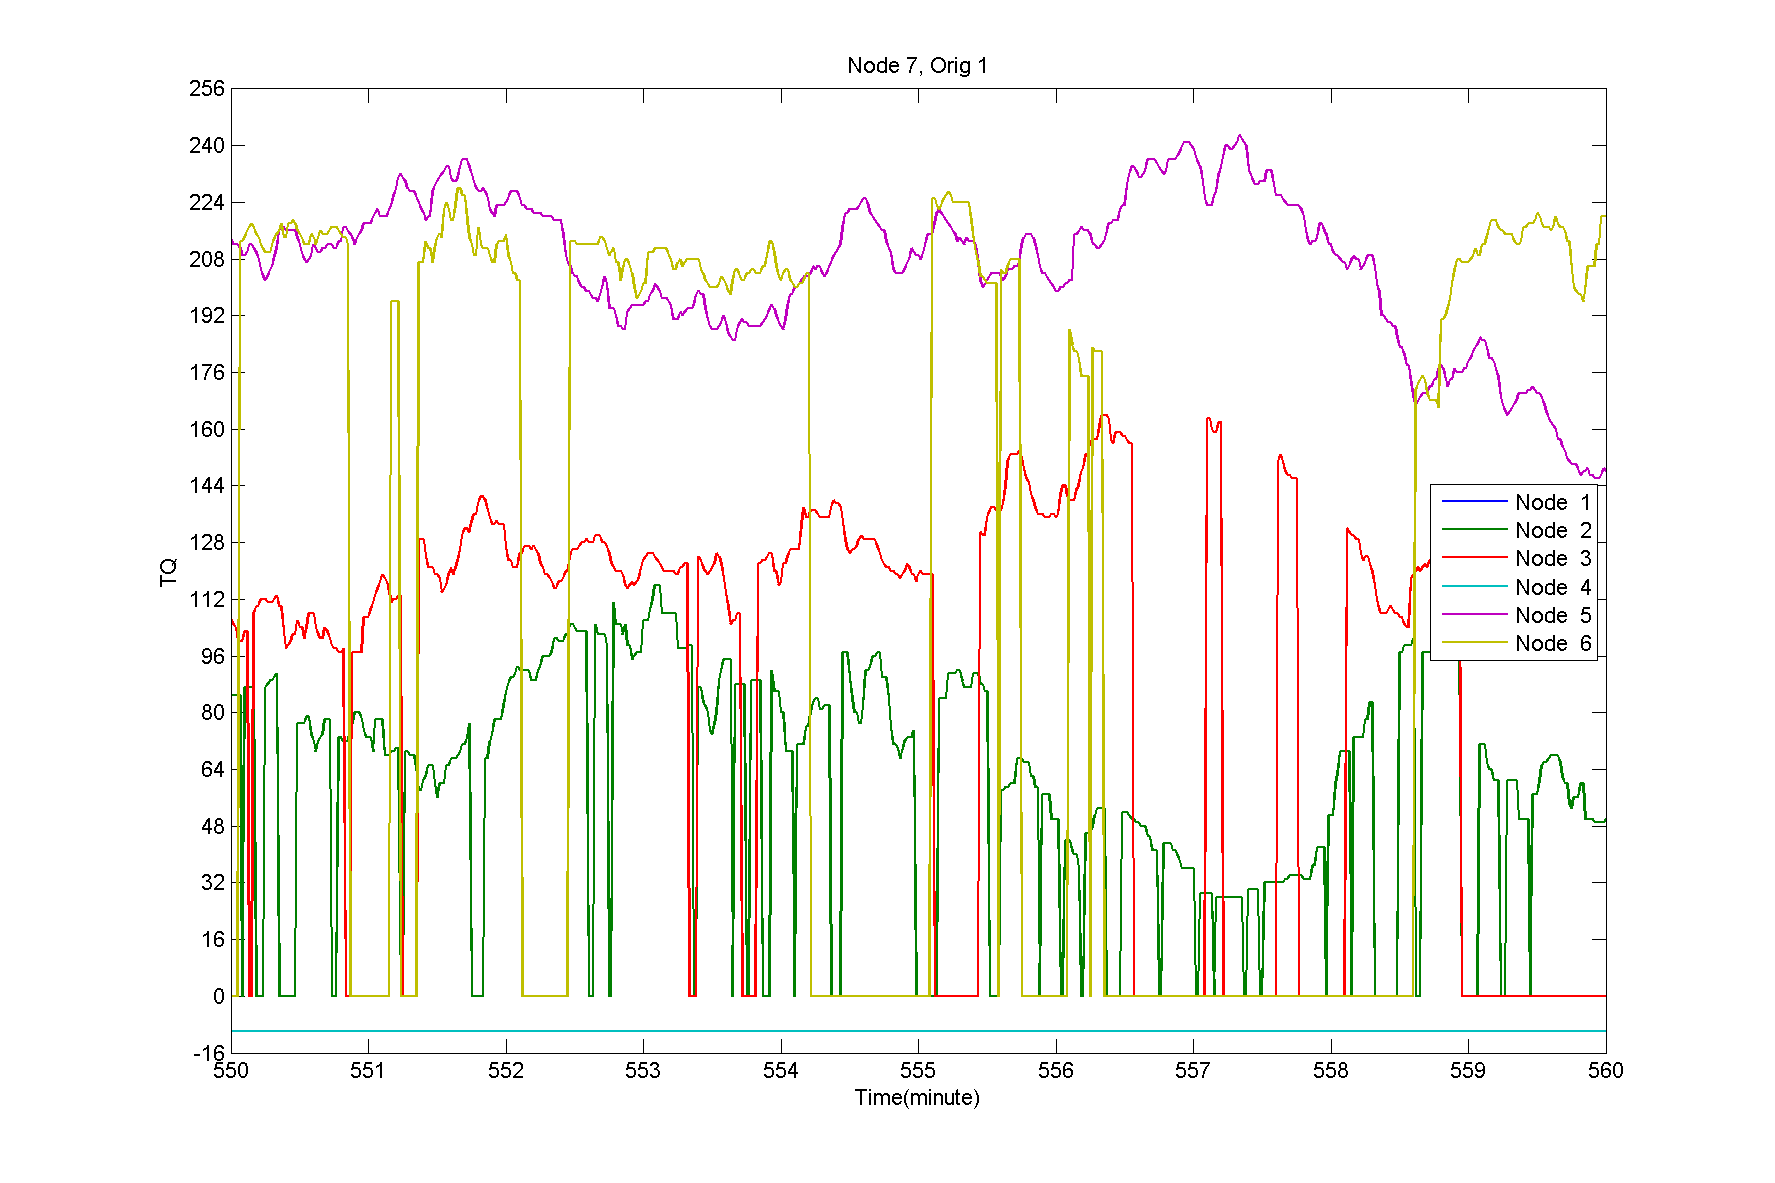 Node 7, Orig 1
256
240
224
208
192
176
160
144
128
112
96
80
64
48
32
16
0
-16
TQ
Node 1
Node 2
Node 3
Node 4
Node 5
Node 6
550 551 552 553 554 555 556 557 558 559 560
Time(minute)